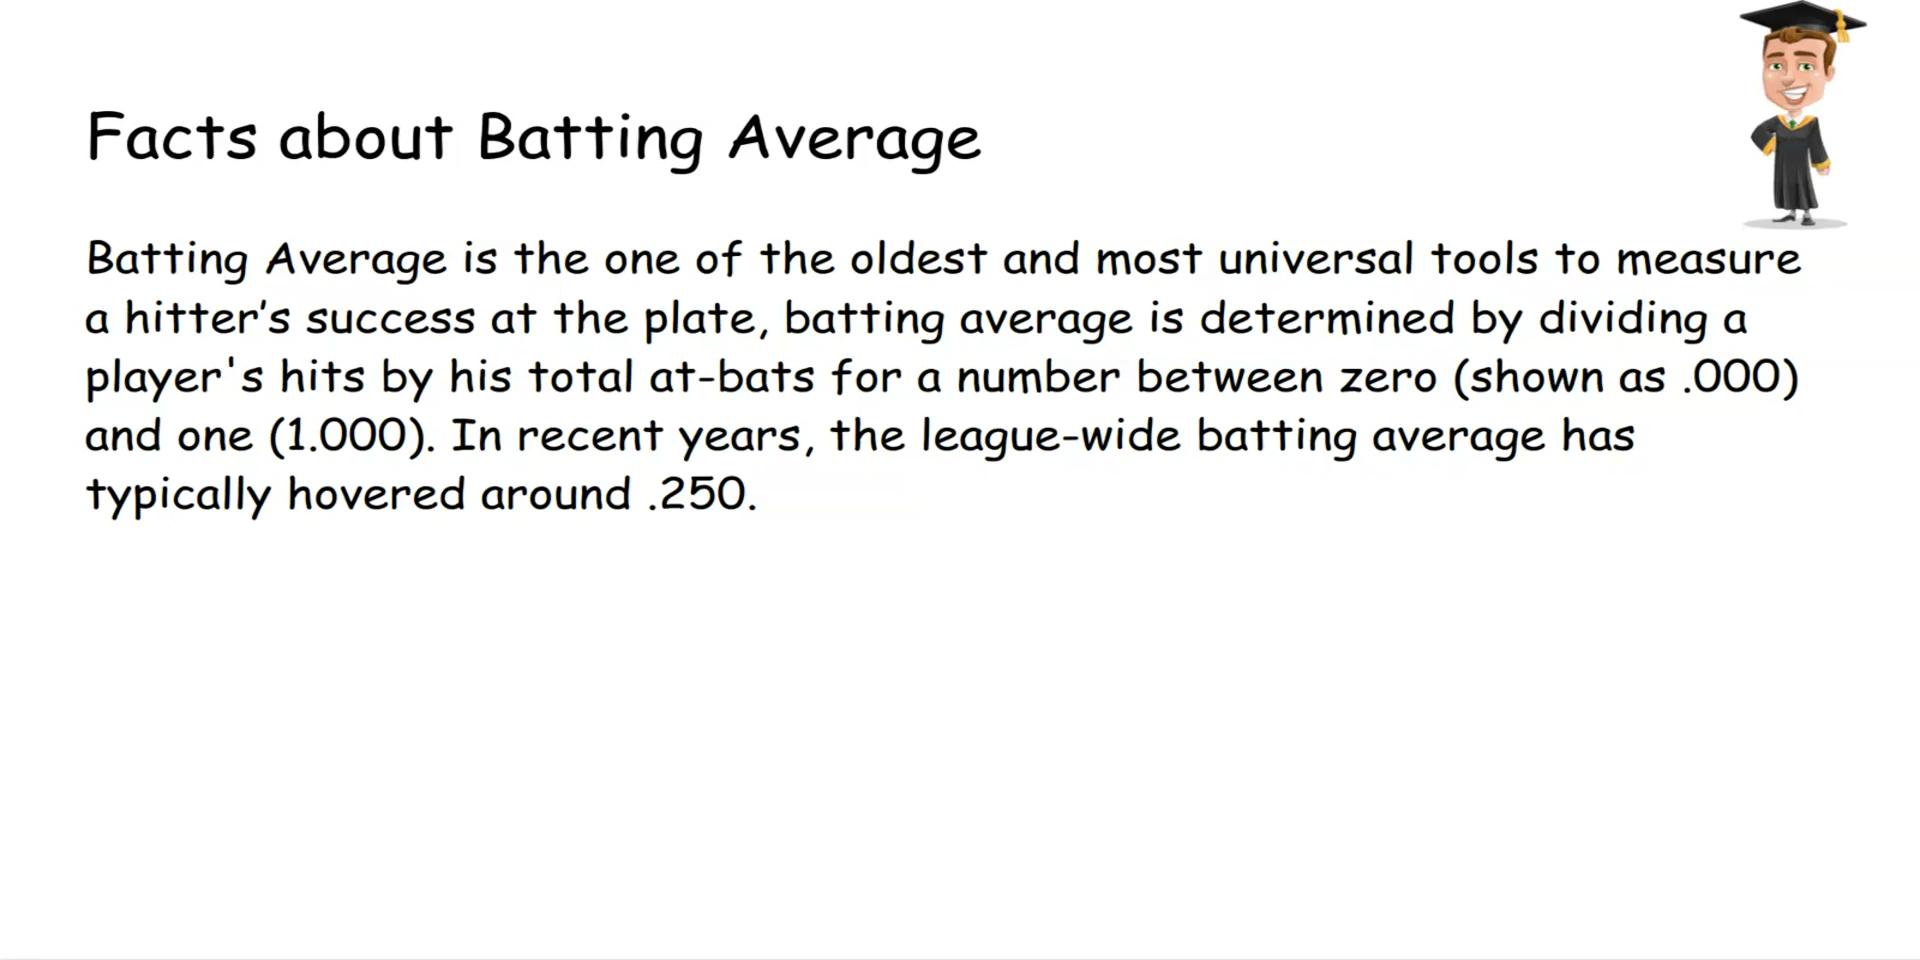 Facts about Batting Average
Batting Average is the one of the oldest and most universal tools to measure
a hitter’s success at the plate, batting average is determined by dividing a
player's hits by his total at-bats for a number between zero (shown as .000)
and one (1.000). In recent years, the league-wide batting average has
typically hovered around .250.